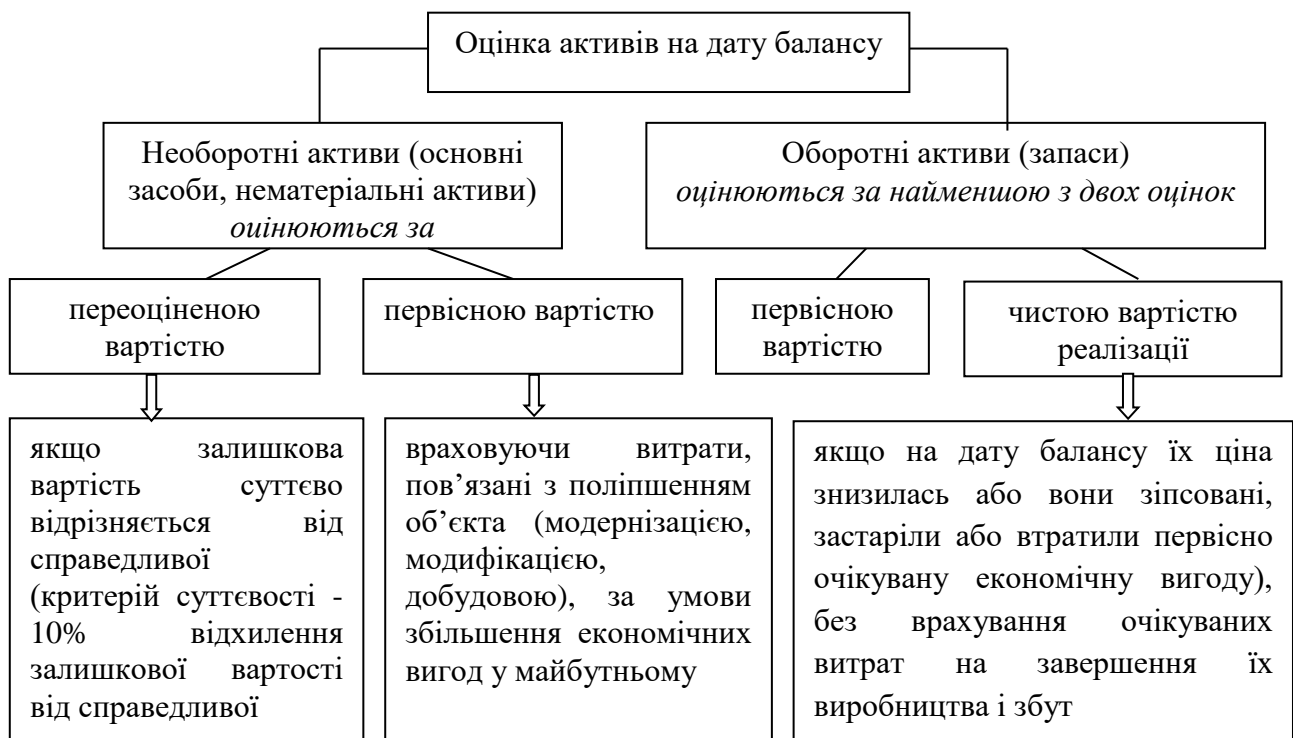 Оцінка активів на дату балансу
Необоротні активи (основні
засоби, нематеріальні активи)
оцінюються за
Оборотні активи (запаси)
оцінюються за найменшою з двох оцінок
переоціненою
вартістю
первісною вартістю
первісною
вартістю
чистою вартістю
реалізації
якщо залишкова
вартість суттєво
відрізняється від
справедливої
(критерій суттєвості -
10% відхилення
залишкової вартості
від справедливої
враховуючи витрати,
пов’язані з поліпшенням
об’єкта (модернізацією,
модифікацією,
добудовою), за умови
збільшення економічних
вигод у майбутньому
якщо на дату балансу їх ціна
знизилась або вони зіпсовані,
застаріли або втратили первісно
очікувану економічну вигоду),
без врахування очікуваних
витрат на завершення їх
виробництва і збут